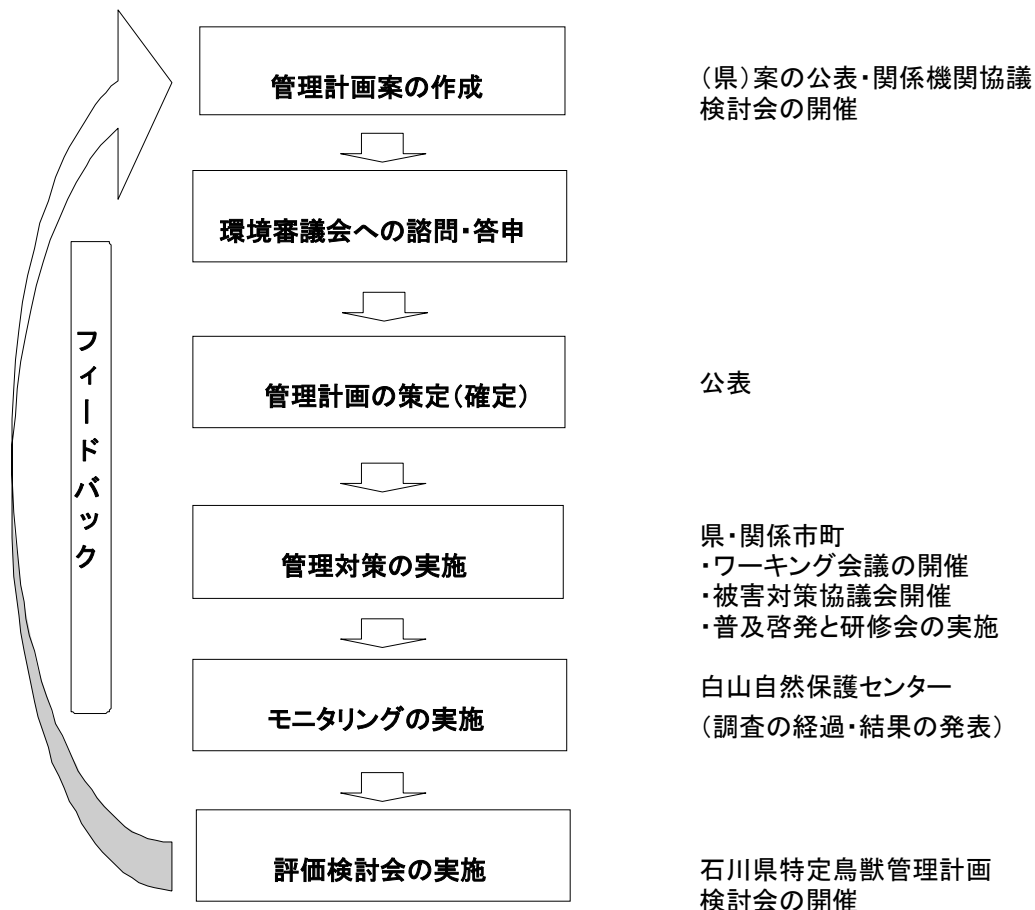 管理計画案の作成
(県)案の公表・関係機関協議
検討会の開催
環境審議会への諮問・答申
フィードバック
管理計画の策定(確定)
公表
管理対策の実施
県・関係市町
・ワーキング会議の開催
・被害対策協議会開催
・普及啓発と研修会の実施
モニタリングの実施
白山自然保護センター
(調査の経過・結果の発表)
評価検討会の実施
石川県特定鳥獣管理計画
検討会の開催